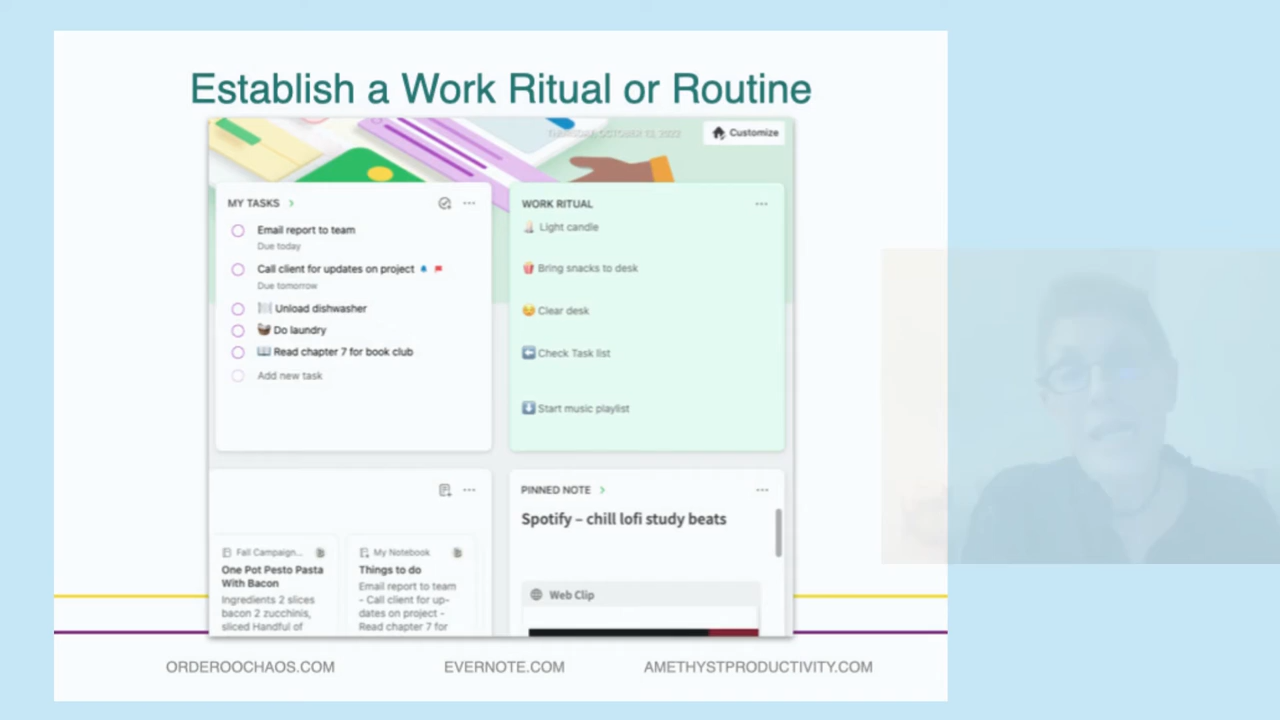 Establish a Work Ritual or Routine
THURSDAY, OCTOBER 13, 2022
Customize
MY TASKS
Email report to team
Due today
Call client for updates on project
Due tomorrow
Unload dishwasher
Do laundry
Read chapter 7 for book club
Add new task
WORK RITUAL
Light candle
Bring snacks to desk
Clear desk
Check Task list
Start music playlist
Fall Campaign...
One Pot Pesto Pasta
With Bacon
Ingredients 2 slices
bacon 2 zucchinis,
sliced Handful of
My Notebook
Things to do
Email report to team
- Call client for up-
dates on project -
Read chapter 7 for
PINNED NOTE
Spotify – chill lofi study beats
Web Clip
ORDEROOCHAOS.COM
EVERNOTE.COM
AMETHYSTPRODUCTIVITY.COM